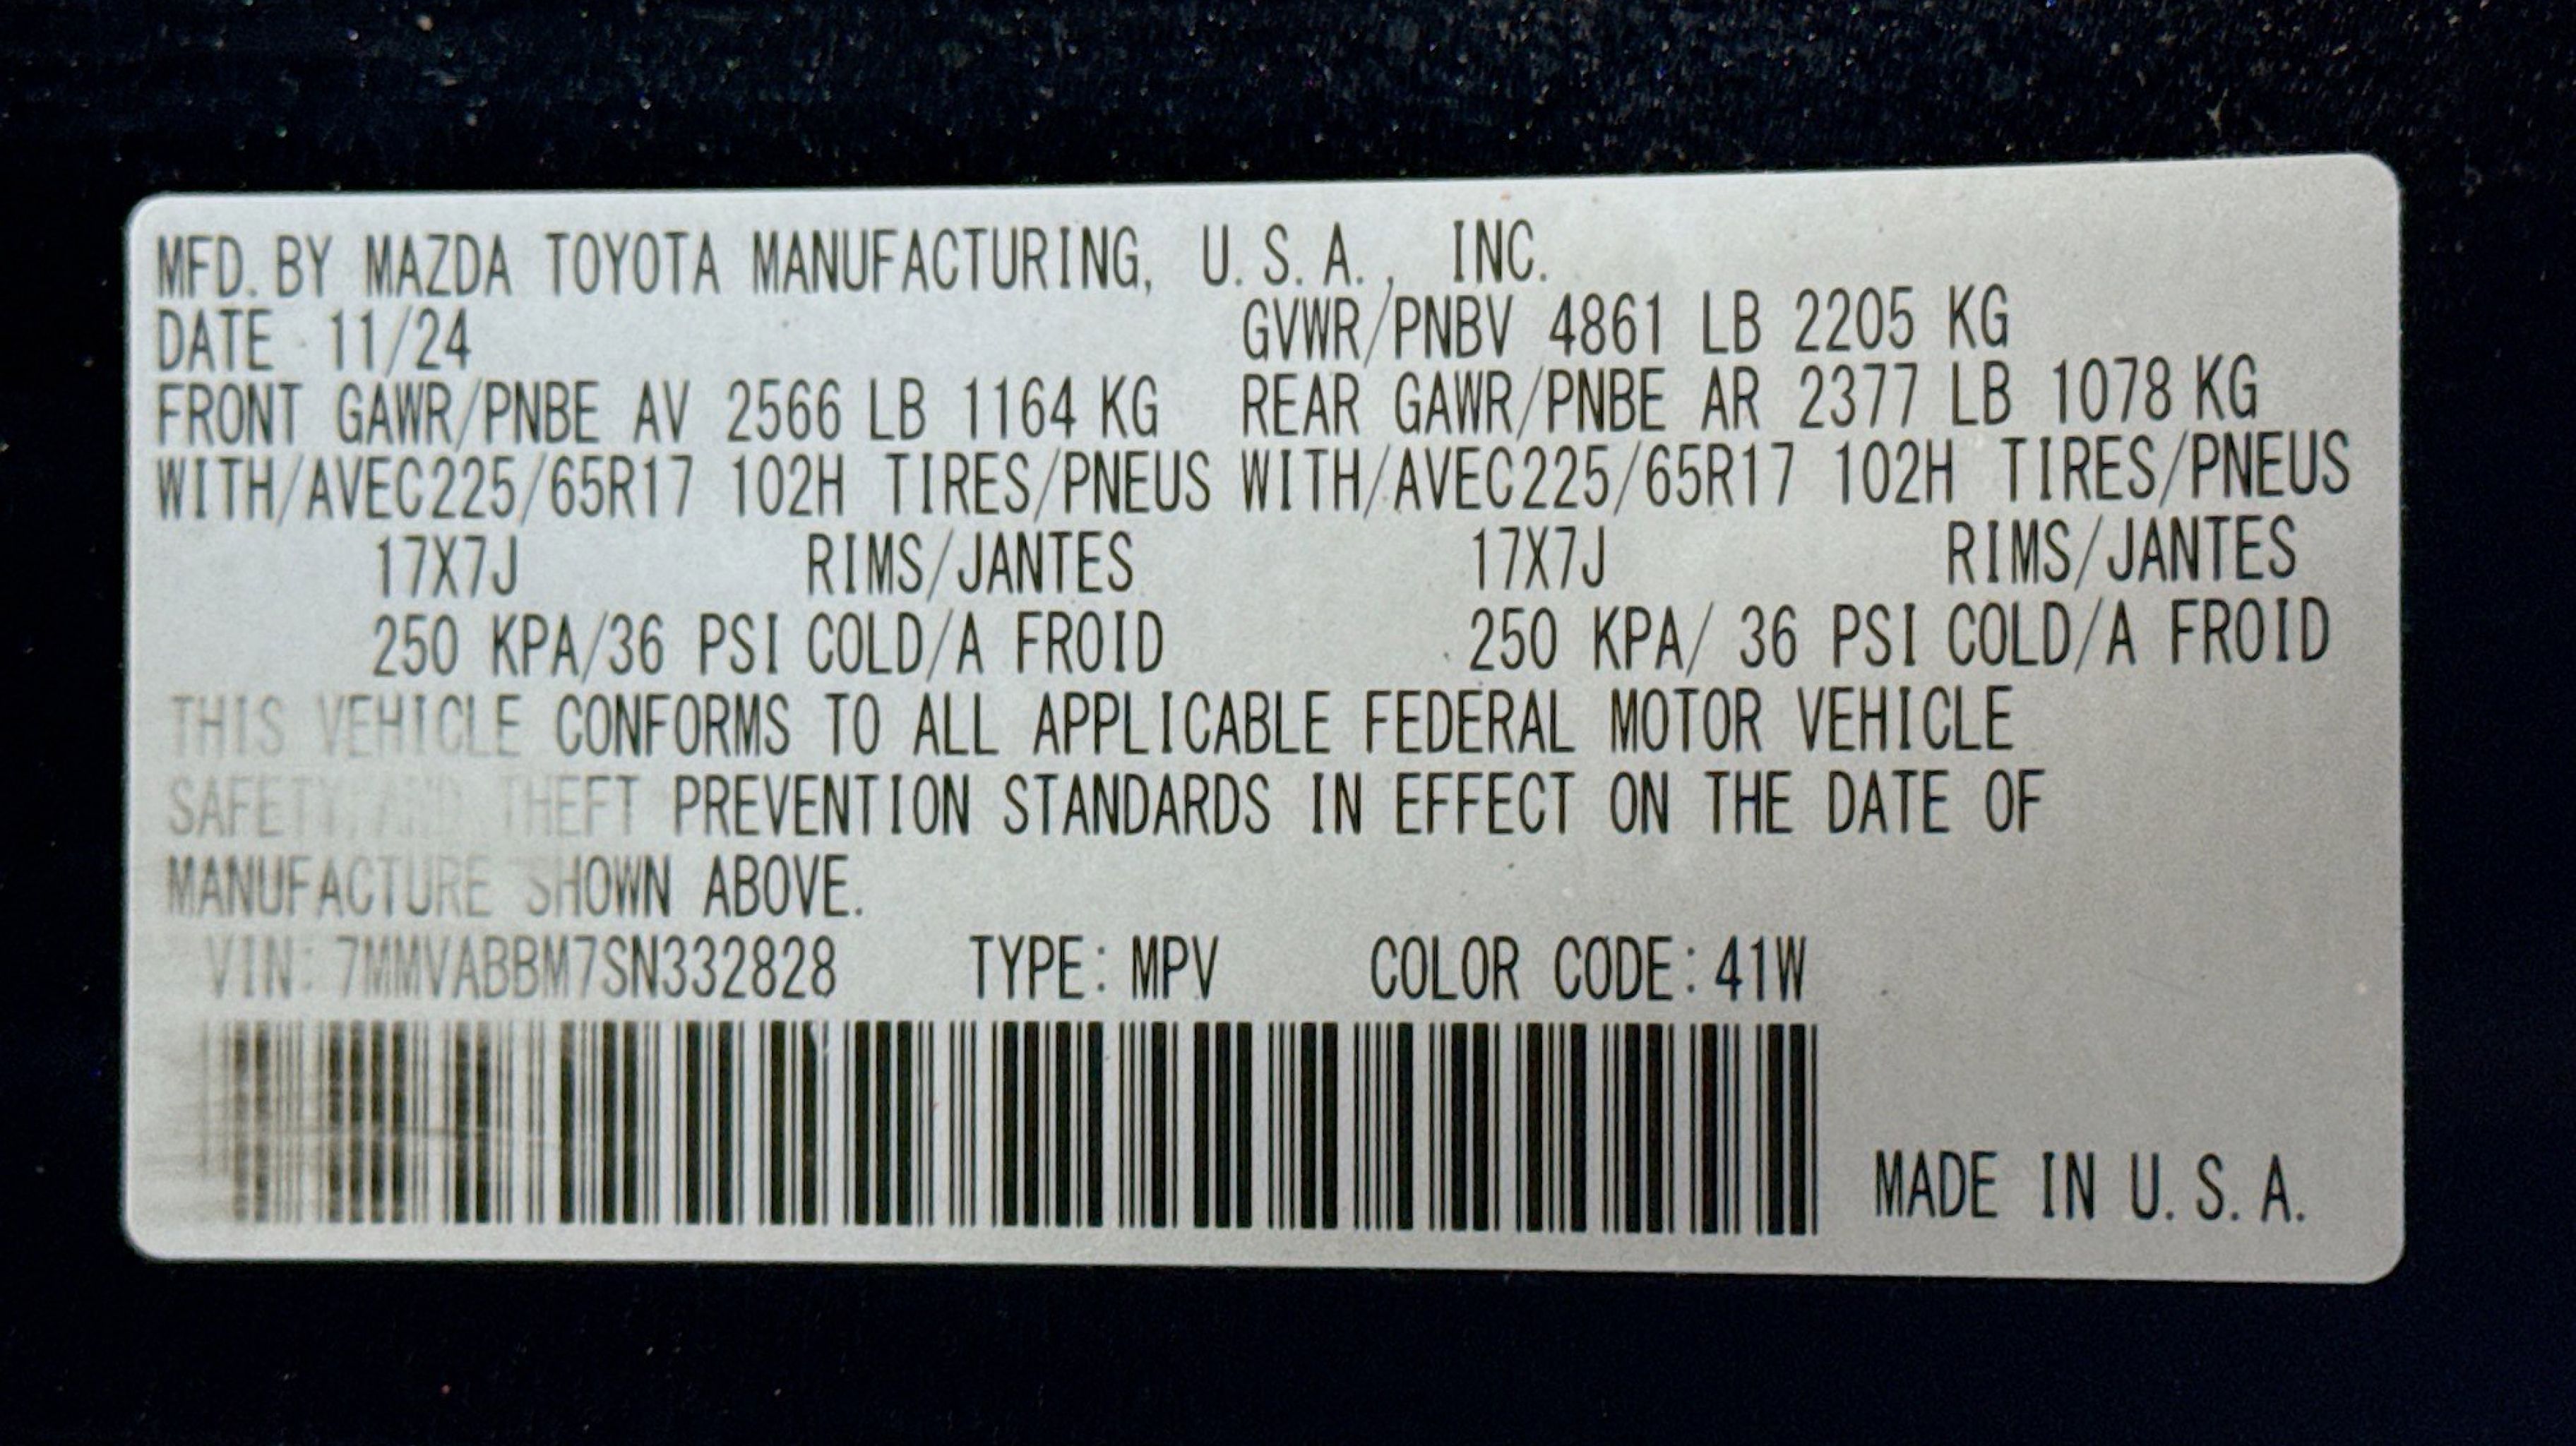 MFD. BY MAZDA TOYOTA MANUFACTURING, U.S.A., INC.
DATE 11/24 GVWR/PNBV 4861 LB 2205 KG
FRONT GAWR/PNBE AV 2566 LB 1164 KG REAR GAWR/PNBE AR 2377 LB 1078 KG
WITH/AVEC225/65R17 102H TIRES/PNEUS WITH/AVEC225/65R17 102H TIRES/PNEUS
17X7J RIMS/JANTES 17X7J RIMS/JANTES
250 KPA/36 PSI COLD/A FROID 250 KPA/ 36 PSI COLD/A FROID
THIS VEHICLE CONFORMS TO ALL APPLICABLE FEDERAL MOTOR VEHICLE
SAFETY, AND THEFT PREVENTION STANDARDS IN EFFECT ON THE DATE OF
MANUFACTURE SHOWN ABOVE.
VIN: 7MMVABBM7SN332828 TYPE: MPV COLOR CODE: 41W
MADE IN U.S.A.